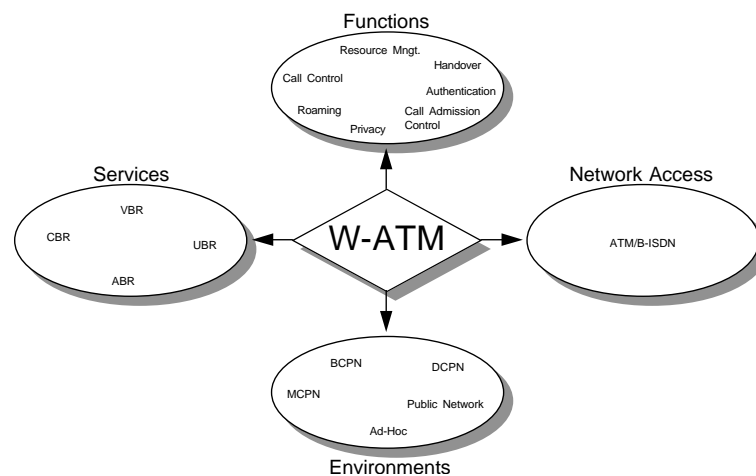 Functions
Resource Mngt.
Handover
Call Control
Authentication
Roaming
Call Admission
Control
Privacy
Services
VBR
CBR
UBR
ABR
W-ATM
Network Access
ATM/B-ISDN
BCPN
DCPN
MCPN
Public Network
Ad-Hoc
Environments